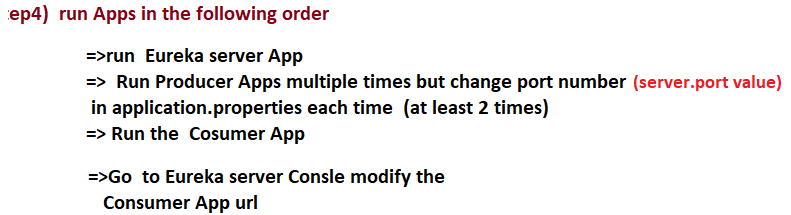 ep4) run Apps in the following order
=>run Eureka server App
=> Run Producer Apps multiple times but change port number (server.port value)
in application.properties each time (at least 2 times)
=> Run the Cosumer App
=>Go to Eureka server Consle modify the
Consumer App url